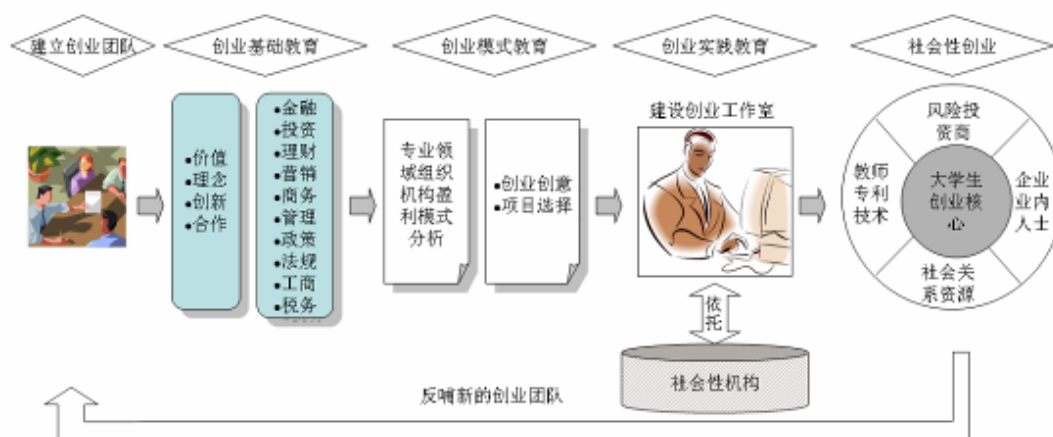 建立创业团队
创业基础教育
创业模式教育
创业实践教育
社会性创业
•价值
•理念
•创新
•合作
•金融
•投资
•理财
•营销
•商务
•管理
•政策
•法规
•工商
•税务
专业领
域组织
机构盈
利模式
分析
•创业创意
•项目选择
建设创业工作室
依
托
社会性机构
风险投
资商
教师
专利
技术
大学生
创业核
心
企业
业内
人士
社会关
系资源
反哺新的创业团队